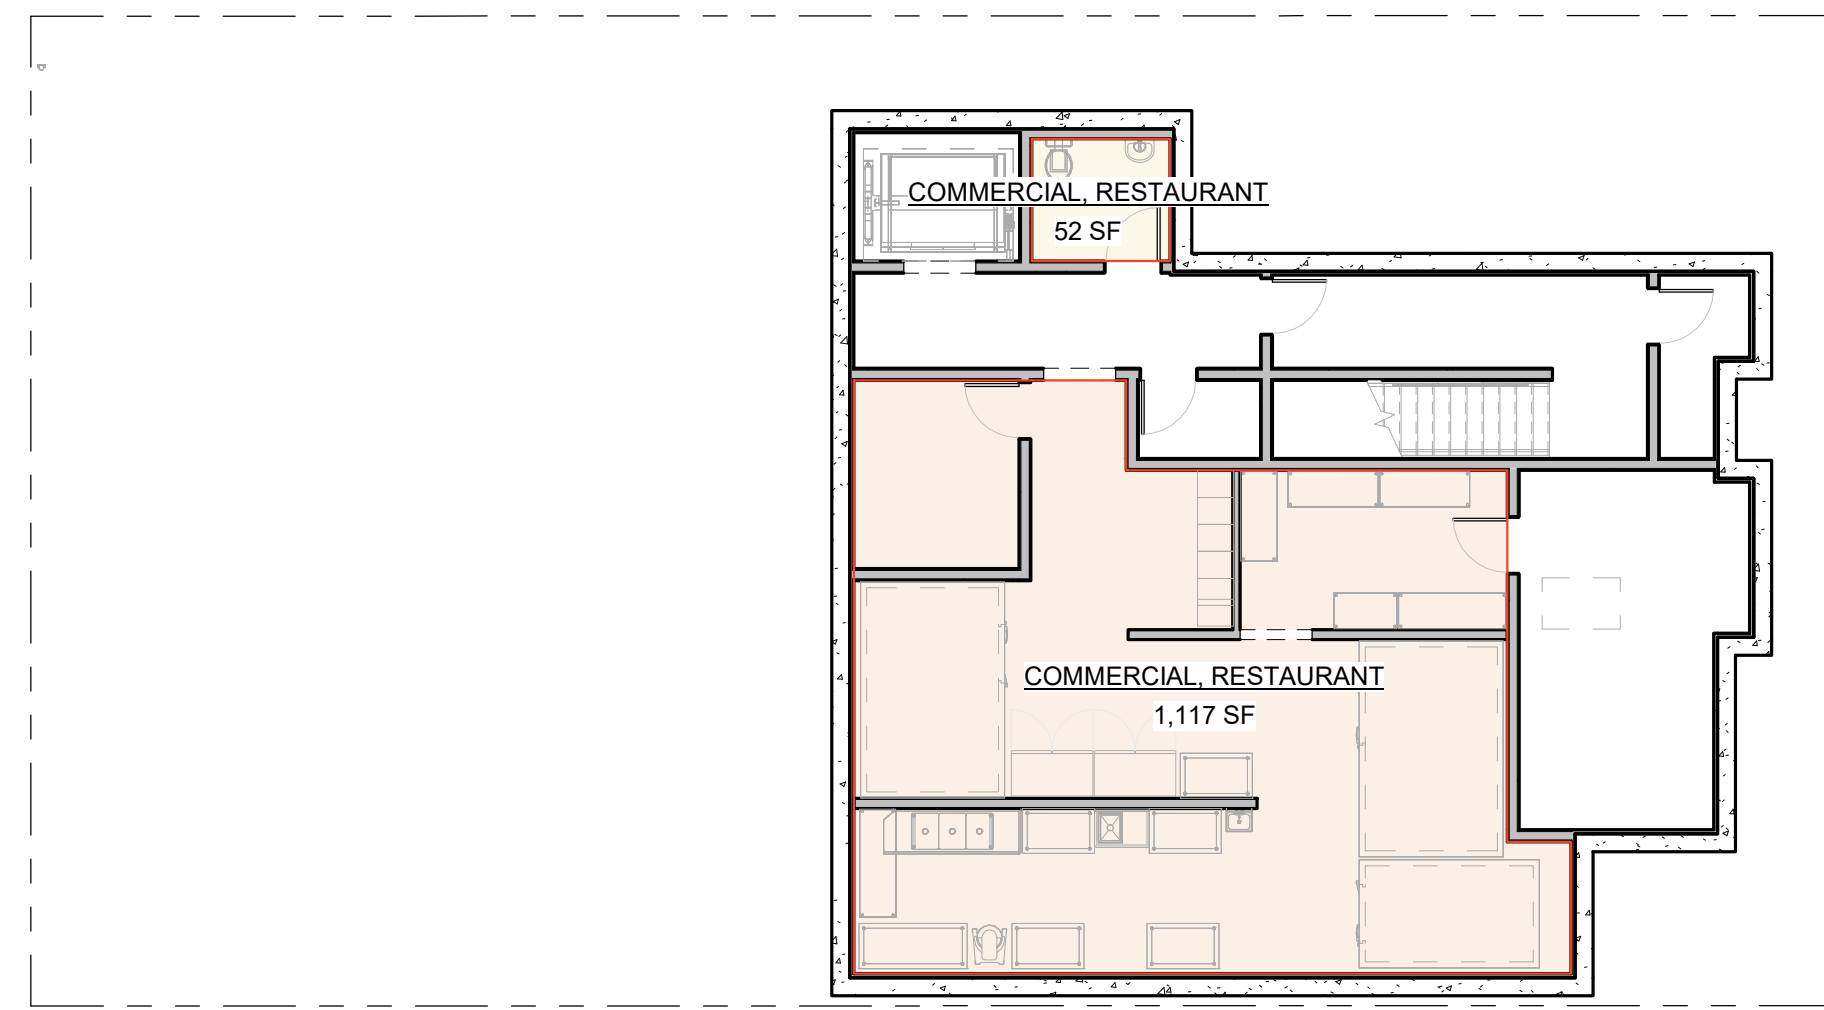 COMMERCIAL, RESTAURANT
52 SF
COMMERCIAL, RESTAURANT
1,117 SF